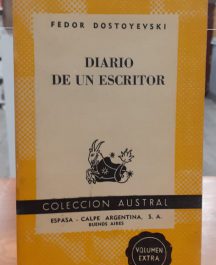 FEDOR DOSTOYEVSKI
DIARIO
DE UN ESCRITOR
COLECCION AUSTRAL
ESPASA - CALPE ARGENTINA, S. A.
BUENOS AIRES
VOLUMEN
EXTRA